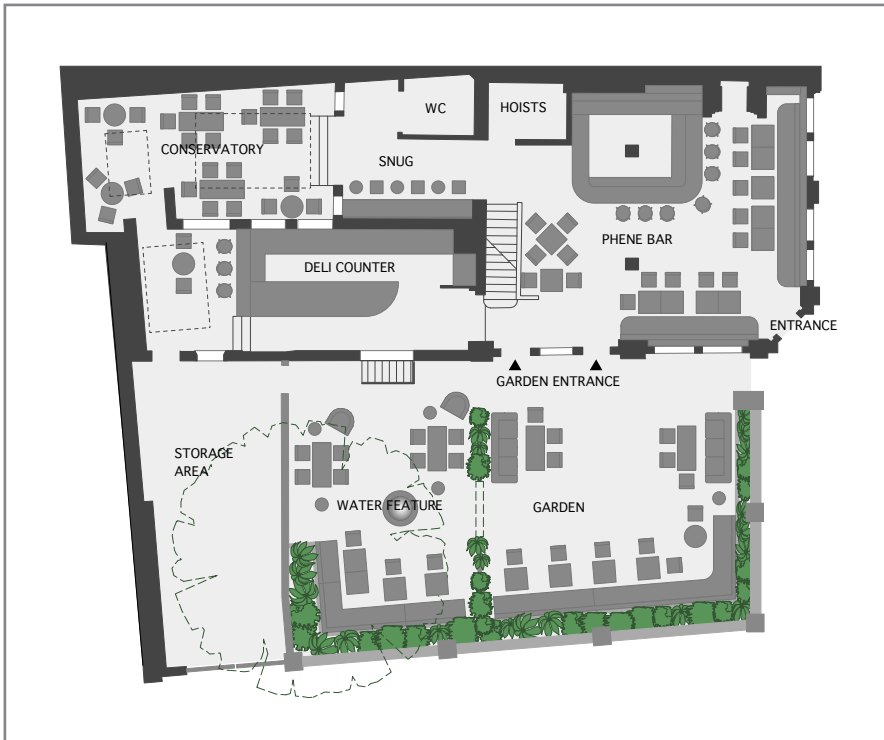 WC
HOISTS
CONSERVATORY
SNUG
PHENE BAR
DELI COUNTER
ENTRANCE
GARDEN ENTRANCE
STORAGE
AREA
WATER FEATURE
GARDEN